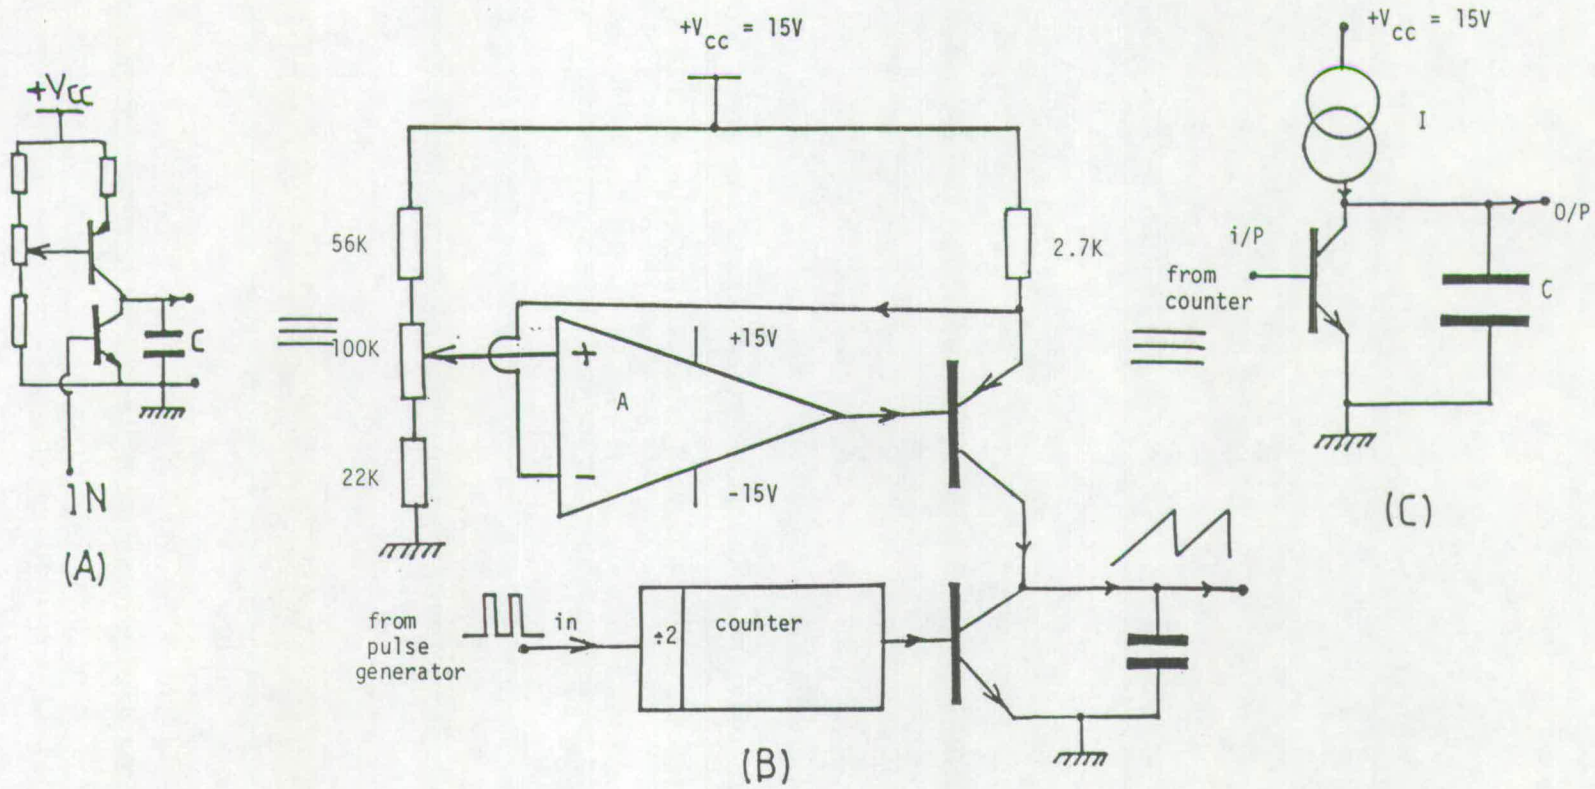 +Vcc
C
1N
(A)
+Vcc = 15V
56K
100K
22K
2.7K
+
A
-
+15V
-15V
from
pulse
generator
in
÷2
counter
(B)
+Vcc = 15V
I
O/P
i/P
from
counter
C
(C)